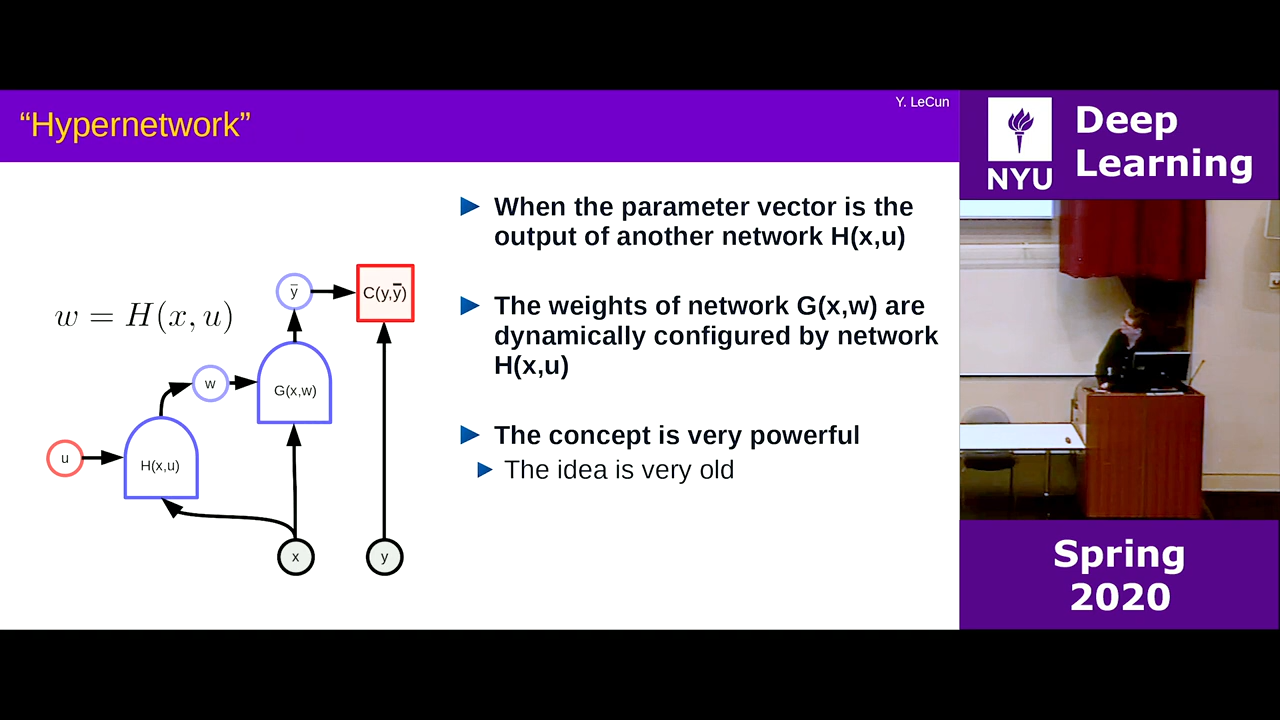 Y. LeCun
“Hypernetwork”
When the parameter vector is the
output of another network H(x,u)
The weights of network G(x,w) are
dynamically configured by network
H(x,u)
The concept is very powerful
The idea is very old
w = H(x, u)
ȳ
C(y,ȳ)
w
G(x,w)
u
H(x,u)
x
y
NYU
Deep
Learning
Spring
2020